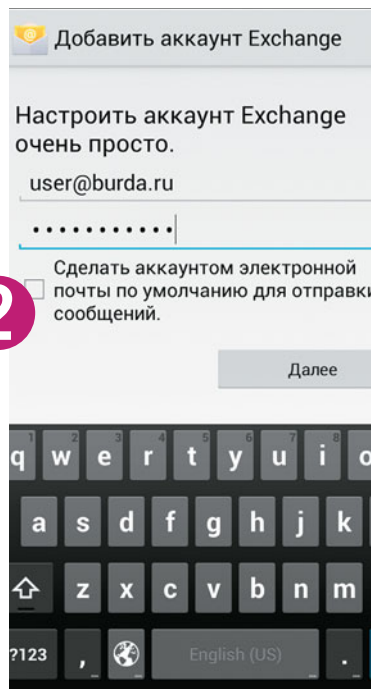 Добавить аккаунт Exchange
Настроить аккаунт Exchange
очень просто.
user@burda.ru
•••••••••••
Сделать аккаунтом электронной
почты по умолчанию для отправки
сообщений.
2
Далее
1 2 3 4 5 6 7 8
q w e r t y u i o
a s d f g h j k
z x c v b n m
?123 , English (US) .